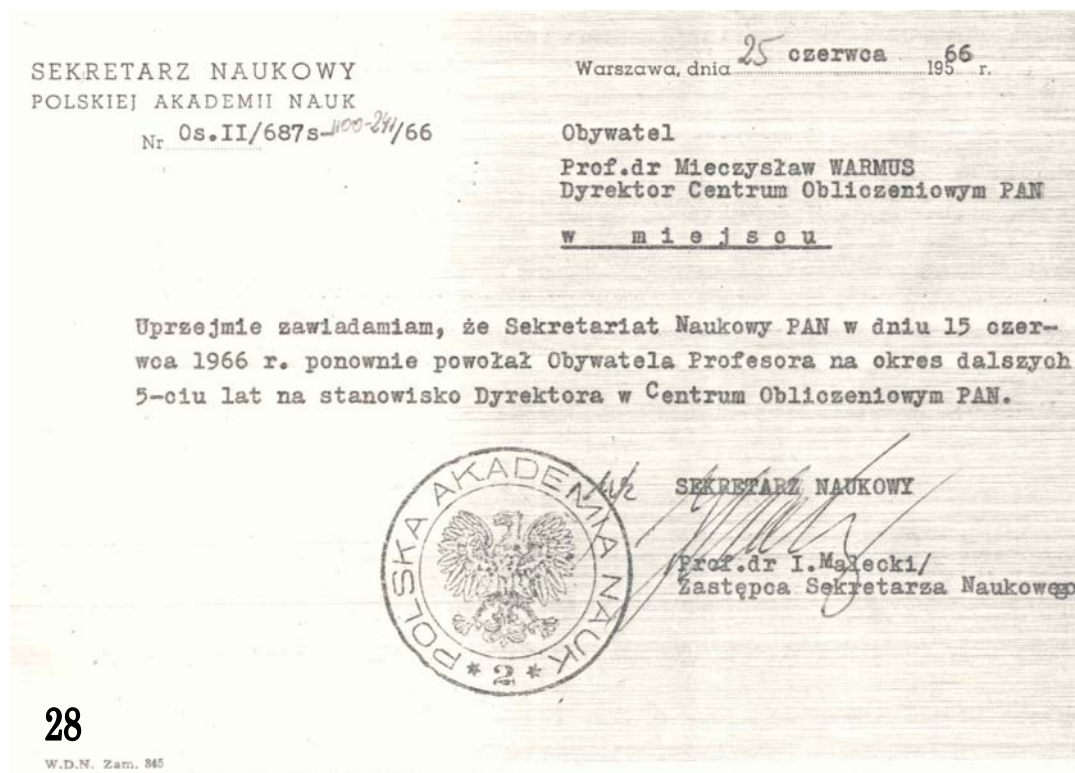 SEKRETARZ NAUKOWY
POLSKIEJ AKADEMII NAUK
Nr Os.II/687s-1100-241/66
Warszawa, dnia 25 czerwca 1966 r.
Obywatel
Prof.dr Mieczysław WARMUS
Dyrektor Centrum Obliczeniowym PAN
w miejscu
Uprzejmie zawiadamiam, że Sekretariat Naukowy PAN w dniu 15 czer-
wca 1966 r. ponownie powołał Obywatela Profesora na okres dalszych
5-ciu lat na stanowisko Dyrektora w Centrum Obliczeniowym PAN.
POLSKA AKADEMIA NAUK
* 2 *
SEKRETARZ NAUKOWY
/Prof.dr I.Małecki/
Zastępca Sekretarza Naukowego
28
W.D.N. Zam. 845